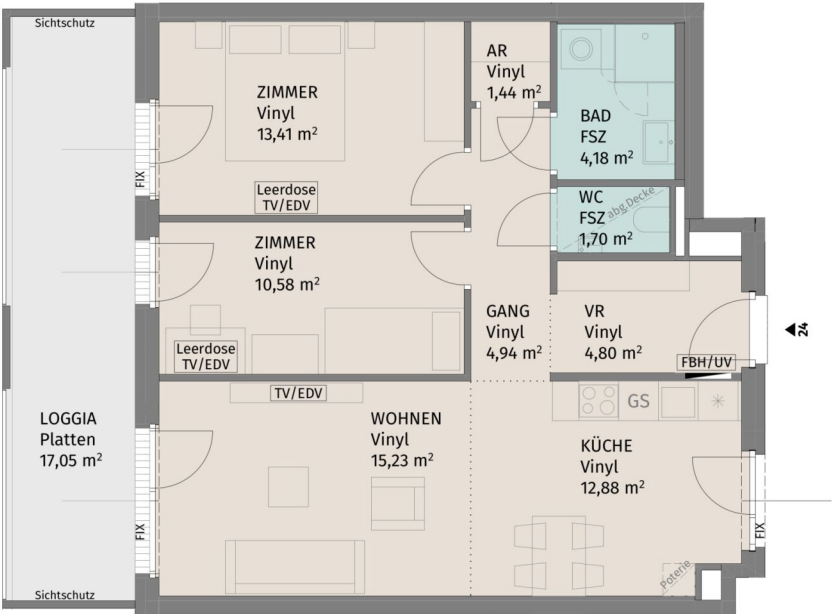 Sichtschutz
ZIMMER
Vinyl
13,41 m²
Leerdose
TV/EDV
FIX
AR
Vinyl
1,44 m²
BAD
FSZ
4,18 m²
WC
FSZ
1,70 m²
abg.Decke
ZIMMER
Vinyl
10,58 m²
Leerdose
TV/EDV
GANG
Vinyl
4,94 m²
VR
Vinyl
4,80 m²
FBH/UV
24
LOGGIA
Platten
17,05 m²
TV/EDV
WOHNEN
Vinyl
15,23 m²
GS
KÜCHE
Vinyl
12,88 m²
FIX
FIX
Poterie
Sichtschutz